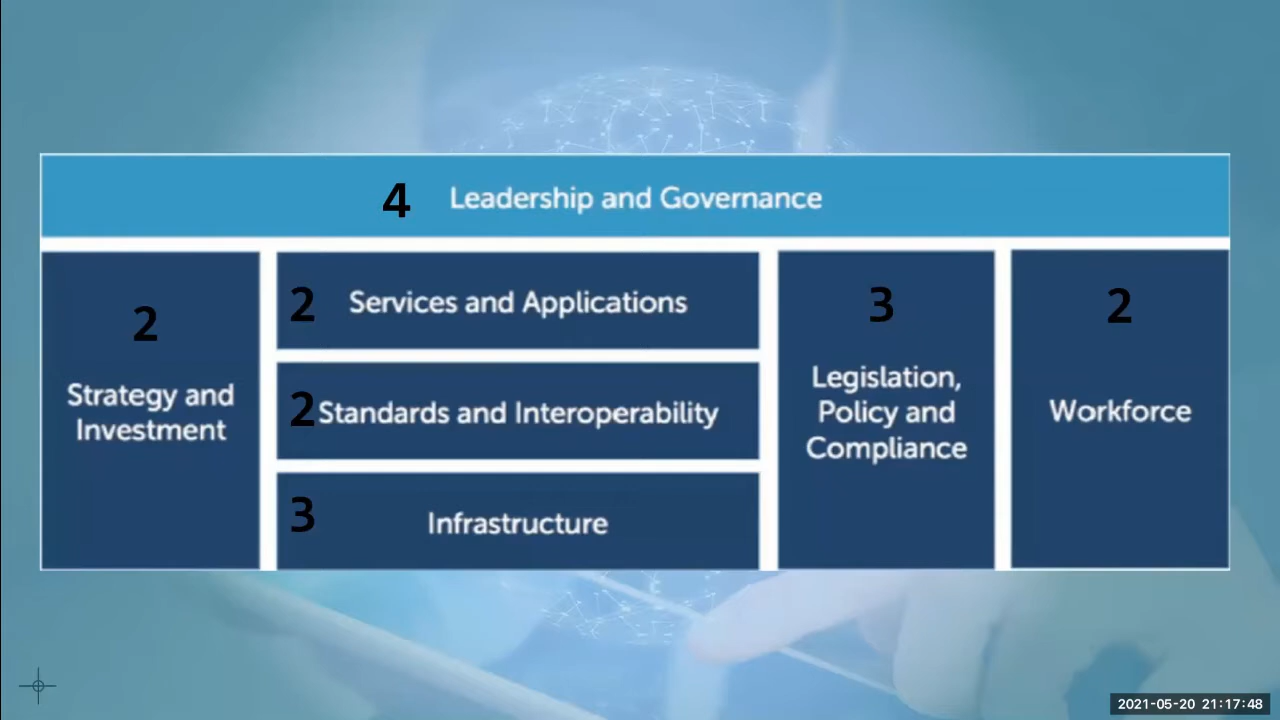 4 Leadership and Governance
2
Strategy and
Investment
2 Services and Applications
2 Standards and Interoperability
3 Infrastructure
3
Legislation,
Policy and
Compliance
2
Workforce
2021-05-20 21:17:48